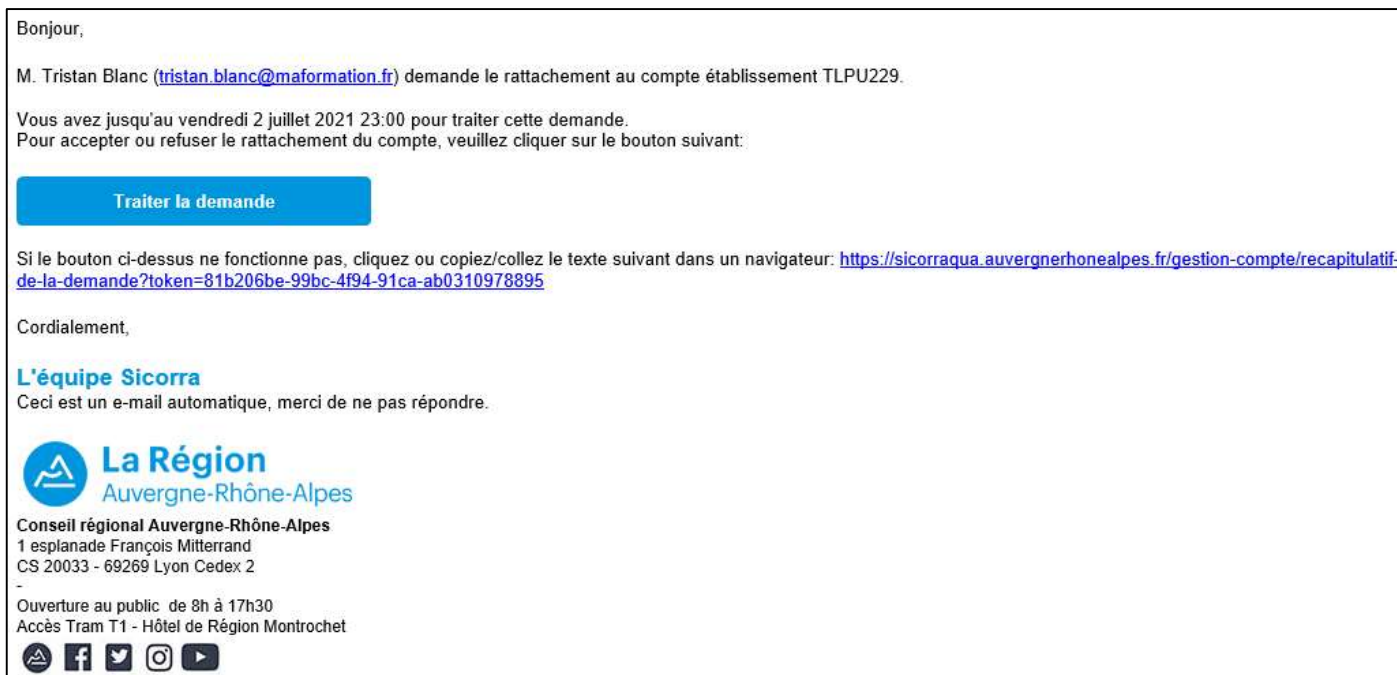 Bonjour,
M. Tristan Blanc (tristan.blanc@maformation.fr) demande le rattachement au compte établissement TLPU229.
Vous avez jusqu'au vendredi 2 juillet 2021 23:00 pour traiter cette demande.
Pour accepter ou refuser le rattachement du compte, veuillez cliquer sur le bouton suivant:
Traiter la demande
Si le bouton ci-dessus ne fonctionne pas, cliquez ou copiez/collez le texte suivant dans un navigateur: https://sicorraqua.auvergnerhonealpes.fr/gestion-compte/recapitulatif-
de-la-demande?token=81b206be-99bc-4f94-91ca-ab0310978895
Cordialement,
L'équipe Sicorra
Ceci est un e-mail automatique, merci de ne pas répondre.
La Région
Auvergne-Rhône-Alpes
Conseil régional Auvergne-Rhône-Alpes
1 esplanade François Mitterrand
CS 20033 - 69269 Lyon Cedex 2
-
Ouverture au public de 8h à 17h30
Accès Tram T1 - Hôtel de Région Montrochet